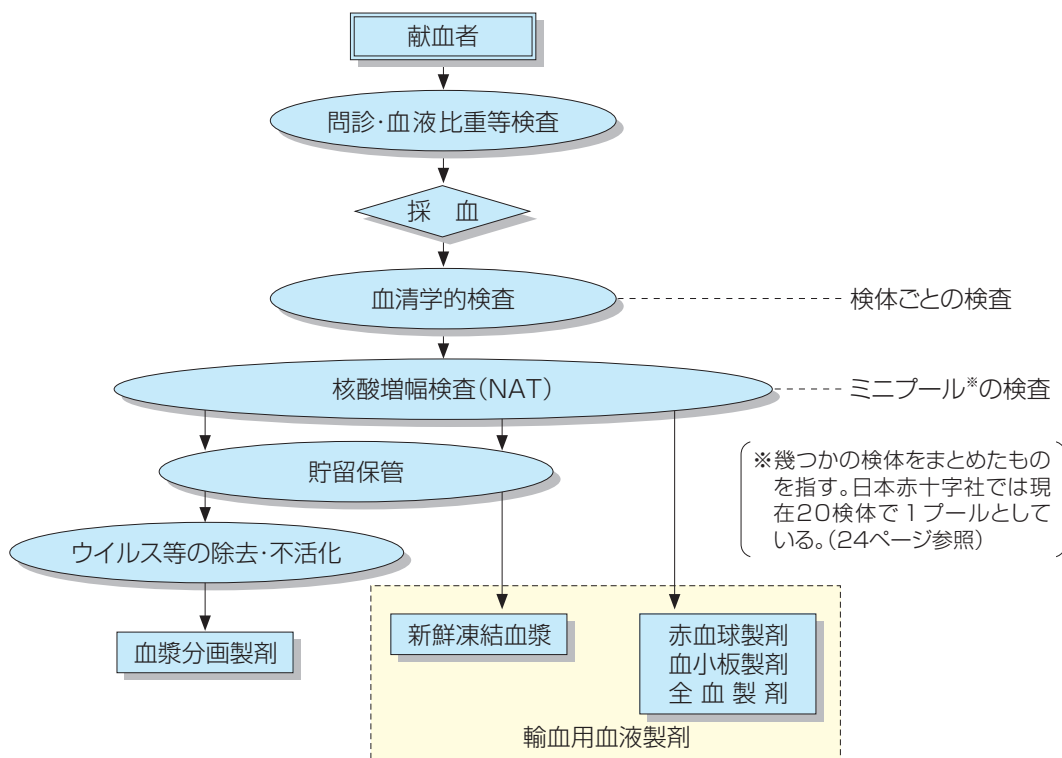 献血者
問診・血液比重等検査
採　血
血清学的検査
検体ごとの検査
核酸増幅検査(NAT)
ミニプール※の検査
※幾つかの検体をまとめたもの
を指す。日本赤十字社では現
在20検体で1プールとして
いる。(24ページ参照)
貯留保管
ウイルス等の除去・不活化
血漿分画製剤
新鮮凍結血漿
赤血球製剤
血小板製剤
全 血 製 剤
輸血用血液製剤